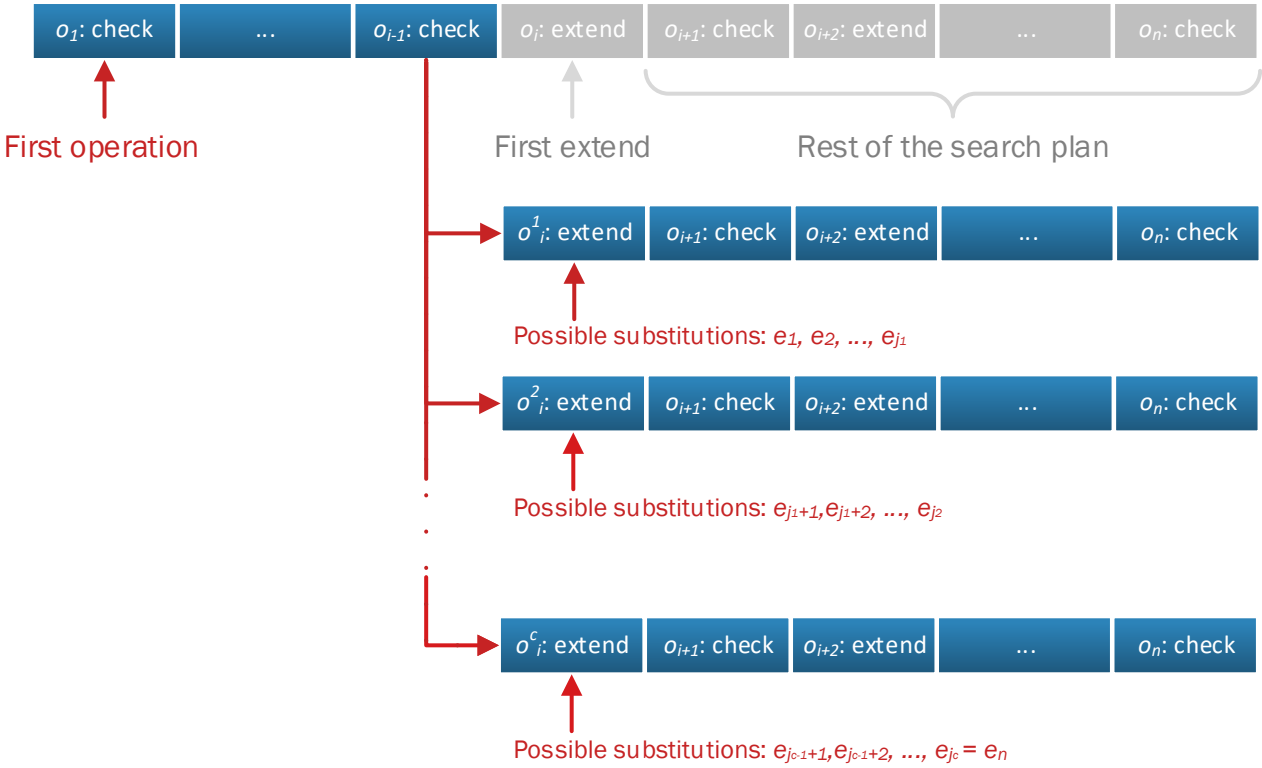 o1: check ... oi-1: check oi: extend oi+1: check oi+2: extend ... on: check
First operation First extend Rest of the search plan
o1i: extend oi+1: check oi+2: extend ... on: check
Possible substitutions: e1, e2, ..., ej1
o2i: extend oi+1: check oi+2: extend ... on: check
Possible substitutions: ej1+1,ej1+2, ..., ej2
oci: extend oi+1: check oi+2: extend ... on: check
Possible substitutions: ejc-1+1,ejc-1+2, ..., ejc = en